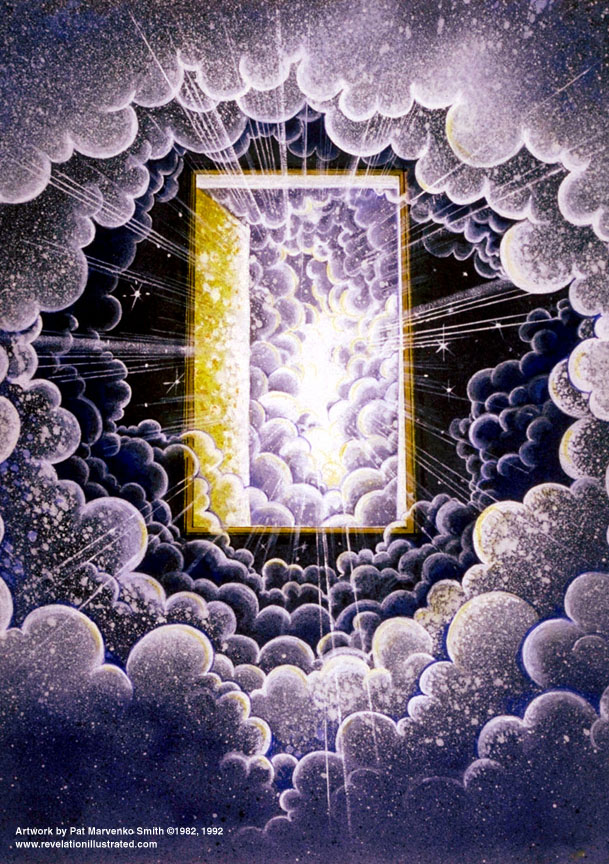 Artwork by Pat Marvenko Smith ©1982, 1992
www.revelationillustrated.com